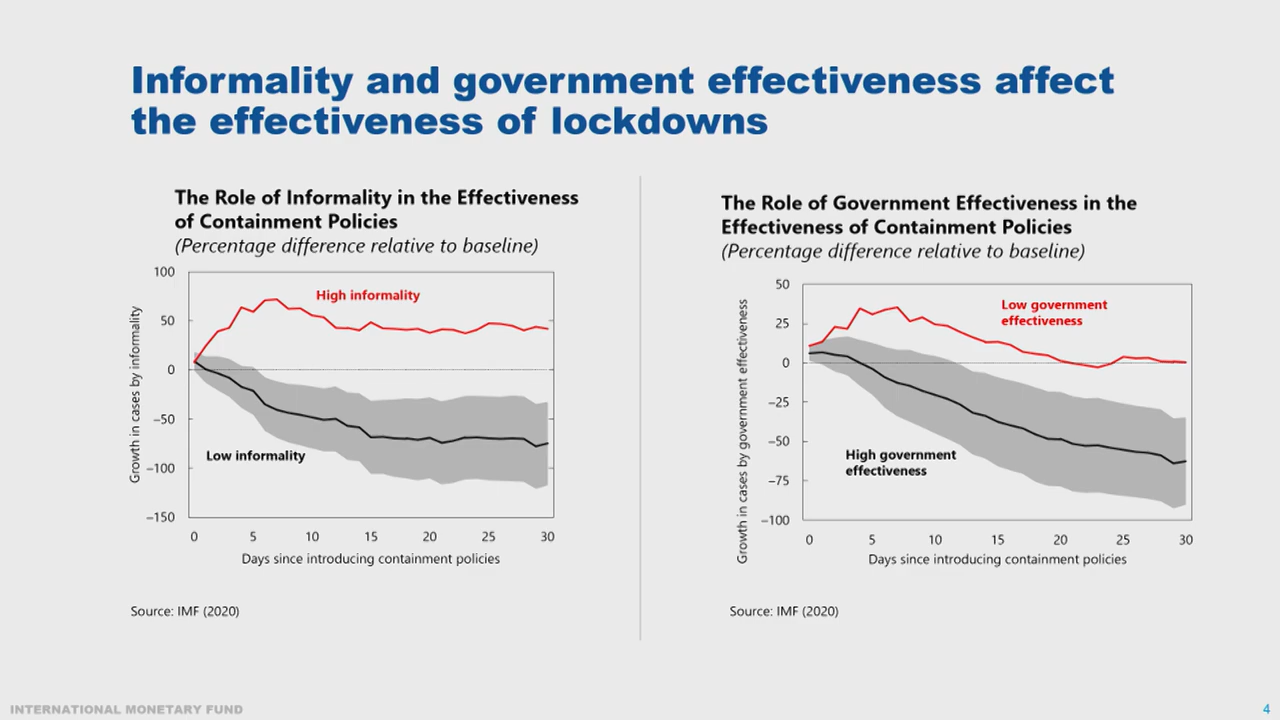 Informality and government effectiveness affect
the effectiveness of lockdowns
The Role of Informality in the Effectiveness
of Containment Policies
(Percentage difference relative to baseline)
Growth in cases by informality
100
50
0
−50
−100
−150
High informality
Low informality
0 5 10 15 20 25 30
Days since introducing containment policies
Source: IMF (2020)
The Role of Government Effectiveness in the
Effectiveness of Containment Policies
(Percentage difference relative to baseline)
Growth in cases by government effectiveness
50
25
0
−25
−50
−75
−100
Low government
effectiveness
High government
effectiveness
0 5 10 15 20 25 30
Days since introducing containment policies
Source: IMF (2020)
INTERNATIONAL MONETARY FUND
4